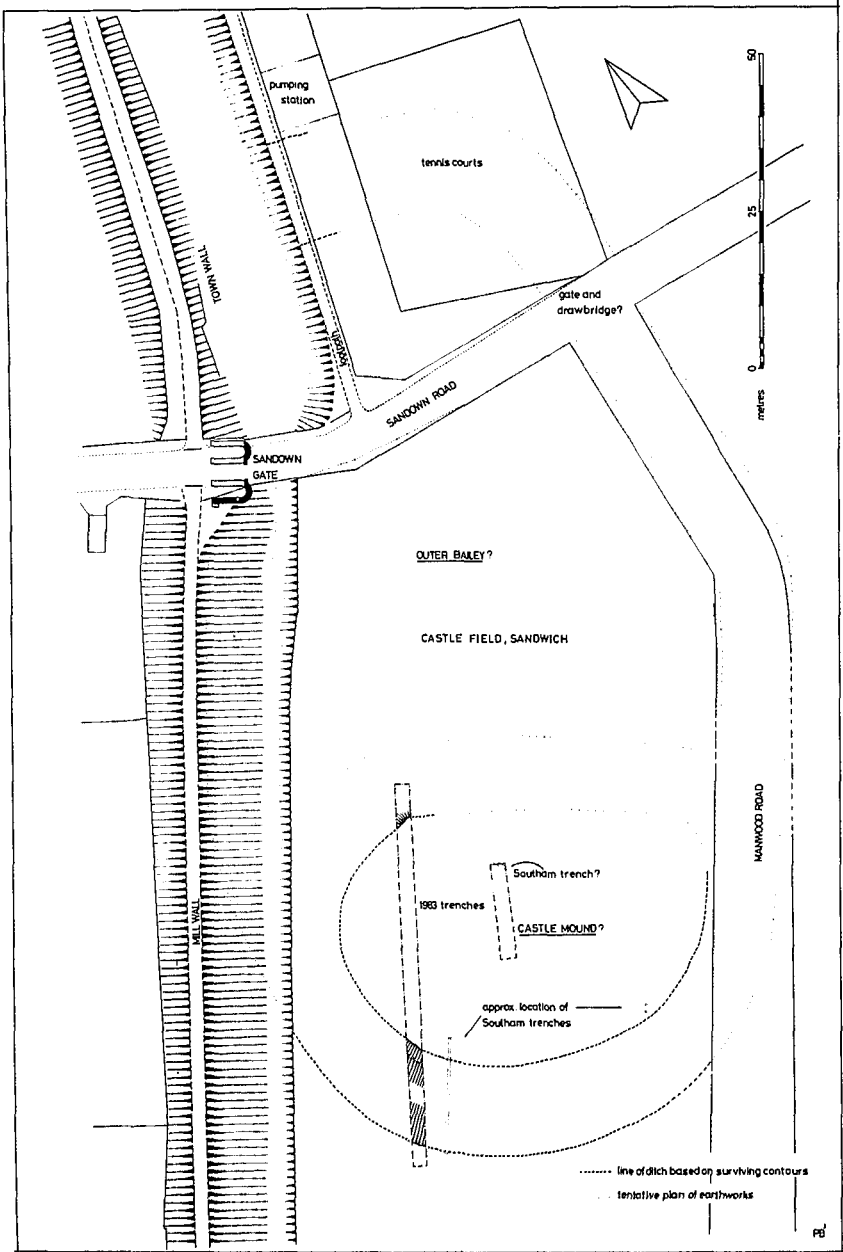 pumping
station
tennis courts
50
25
0
metres
TOWN WALL
footpath
gate and
drawbridge?
SANDOWN ROAD
SANDOWN
GATE
OUTER BAILEY?
CASTLE FIELD, SANDWICH
MANWOOD ROAD
MILL WALL
Southam trench?
1983 trenches
CASTLE MOUND?
approx. location of
Southam trenches
line of ditch based on surviving contours
tentative plan of earthworks
PB